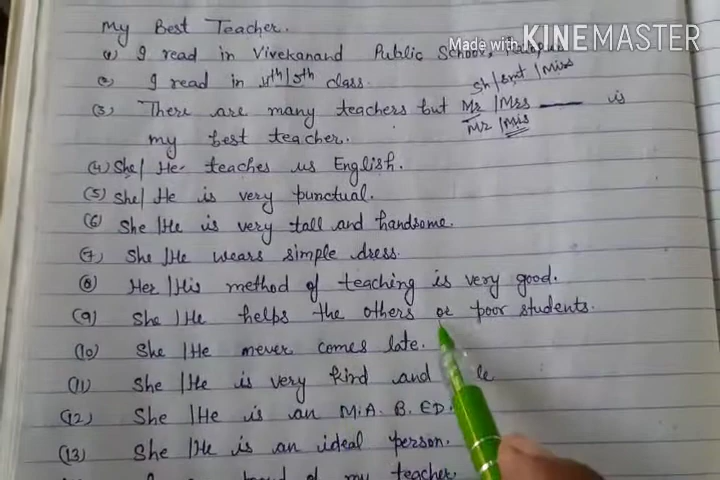 My Best Teacher.
Made with KINEMASTER
(1) I read in Vivekanand Public School,
(2) I read in 4th/5th class.
Sh/Smt/Miss
(3) There are many teachers but Mr/Mrs ____ is
Mr/Mis
my best teacher.
(4) She/He teaches us English.
(5) She/He is very punctual.
(6) She/He is very tall and handsome.
(7) She/He wears simple dress.
(8) Her/His method of teaching is very good.
(9) She/He helps the others or poor students.
(10) She/He never comes late.
(11) She/He is very kind and
(12) She/He is an M.A. B.ED.
(13) She/He is an ideal person.
of my teacher.